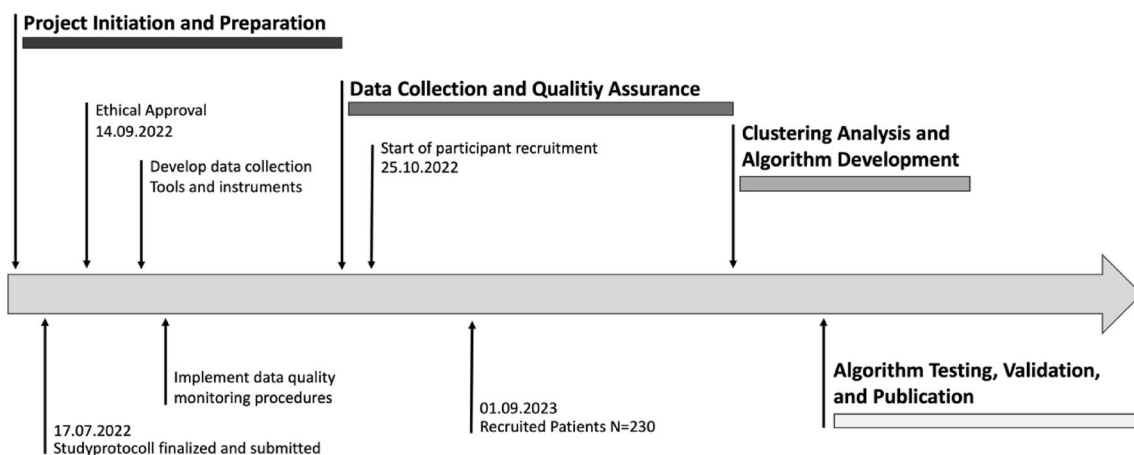 Project Initiation and Preparation
Ethical Approval
14.09.2022
Develop data collection
Tools and instruments
Data Collection and Qualitiy Assurance
Start of participant recruitment
25.10.2022
Clustering Analysis and
Algorithm Development
17.07.2022
Studyprotocoll finalized and submitted
Implement data quality
monitoring procedures
01.09.2023
Recruited Patients N=230
Algorithm Testing, Validation,
and Publication